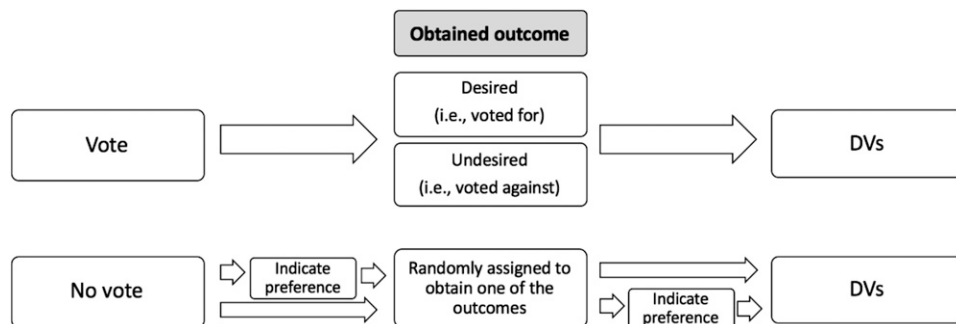 Obtained outcome
Desired
(i.e., voted for)
Vote
DVs
Undesired
(i.e., voted against)
No vote
Indicate
preference
Randomly assigned to
obtain one of the
outcomes
Indicate
preference
DVs